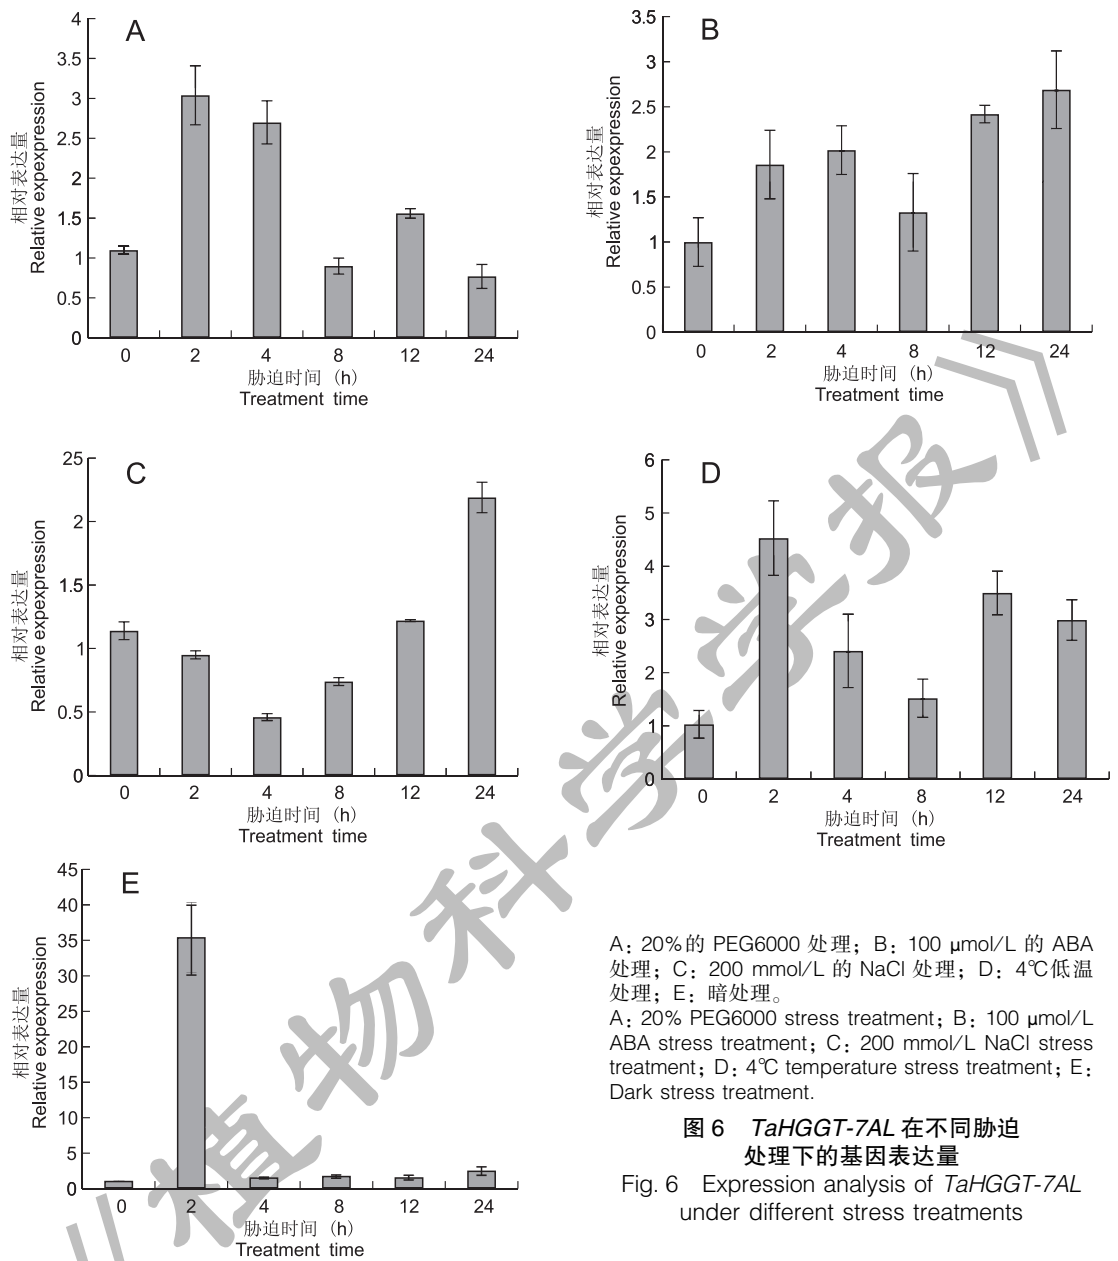 A
4
3.5
3
2.5
2
1.5
1
0.5
0
相对表达量
Relative expexpression
0 2 4 8 12 24
胁迫时间 (h)
Treatment time
B
3.5
3
2.5
2
1.5
1
0.5
0
相对表达量
Relative expexpression
0 2 4 8 12 24
胁迫时间 (h)
Treatment time
C
25
2
1.5
1
0.5
0
相对表达量
Relative expexpression
0 2 4 8 12 24
胁迫时间 (h)
Treatment time
D
6
5
4
3
2
1
0
相对表达量
Relative expexpression
0 2 4 8 12 24
胁迫时间 (h)
Treatment time
E
45
40
35
30
25
20
15
10
5
0
相对表达量
Relative expexpression
0 2 4 8 12 24
胁迫时间 (h)
Treatment time
A: 20%的 PEG6000 处理; B: 100 μmol/L 的 ABA
处理; C: 200 mmol/L 的 NaCl 处理; D: 4℃低温
处理; E: 暗处理。
A: 20% PEG6000 stress treatment; B: 100 μmol/L
ABA stress treatment; C: 200 mmol/L NaCl stress
treatment; D: 4℃ temperature stress treatment; E:
Dark stress treatment.
图 6 TaHGGT-7AL 在不同胁迫
处理下的基因表达量
Fig. 6 Expression analysis of TaHGGT-7AL
under different stress treatments
《植物科学学报》